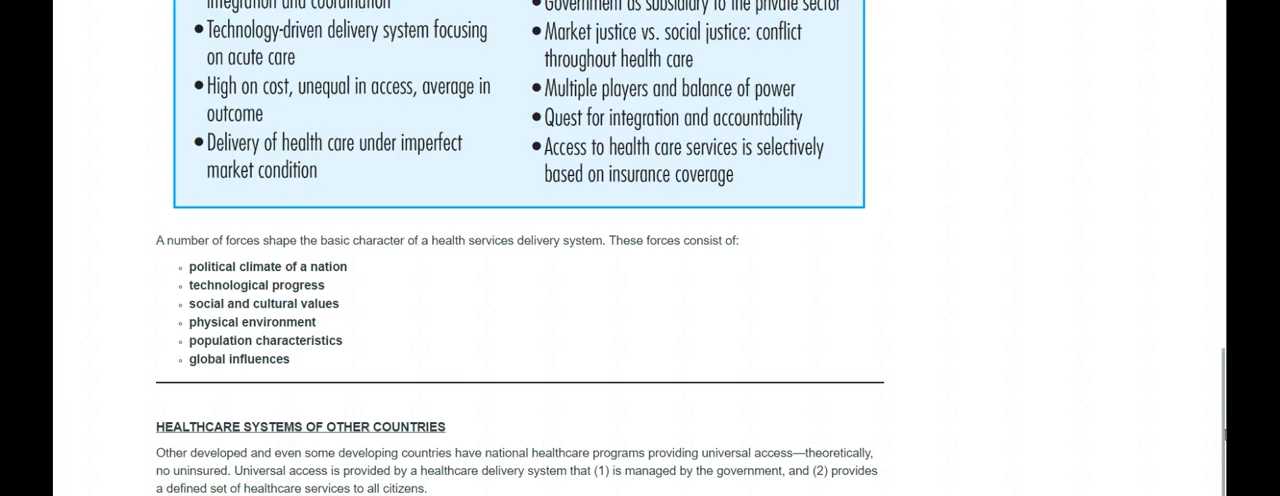 integration and coordination
• Technology-driven delivery system focusing
on acute care
• High on cost, unequal in access, average in
outcome
• Delivery of health care under imperfect
market condition
• Government as subsidiary to the private sector
• Market justice vs. social justice: conflict
throughout health care
• Multiple players and balance of power
• Quest for integration and accountability
• Access to health care services is selectively
based on insurance coverage
A number of forces shape the basic character of a health services delivery system. These forces consist of:
◦ political climate of a nation
◦ technological progress
◦ social and cultural values
◦ physical environment
◦ population characteristics
◦ global influences
HEALTHCARE SYSTEMS OF OTHER COUNTRIES
Other developed and even some developing countries have national healthcare programs providing universal access—theoretically,
no uninsured. Universal access is provided by a healthcare delivery system that (1) is managed by the government, and (2) provides
a defined set of healthcare services to all citizens.